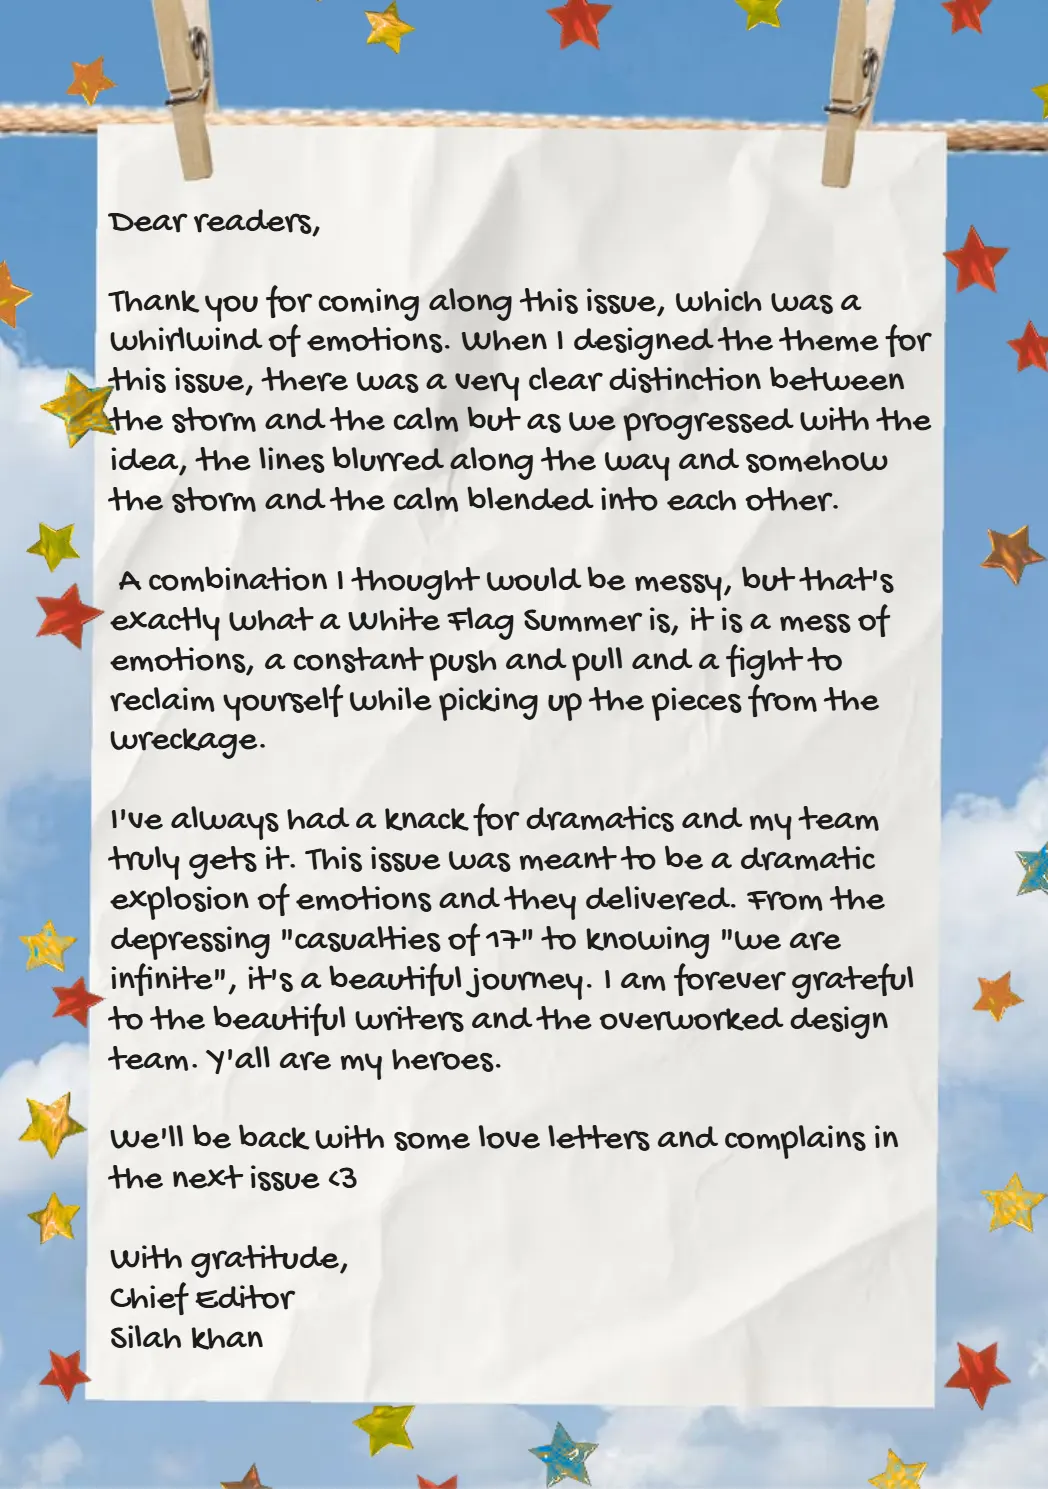 Dear readers,
Thank you for coming along this issue, which was a
whirlwind of emotions. When I designed the theme for
this issue, there was a very clear distinction between
the storm and the calm but as we progressed with the
idea, the lines blurred along the way and somehow
the storm and the calm blended into each other.
A combination I thought would be messy, but that's
exactly what a White Flag Summer is, it is a mess of
emotions, a constant push and pull and a fight to
reclaim yourself while picking up the pieces from the
wreckage.
I've always had a knack for dramatics and my team
truly gets it. This issue was meant to be a dramatic
explosion of emotions and they delivered. From the
depressing "casualties of 17" to knowing "we are
infinite", it's a beautiful journey. I am forever grateful
to the beautiful writers and the overworked design
team. Y'all are my heroes.
We'll be back with some love letters and complains in
the next issue <3
With gratitude,
Chief Editor
Silah khan